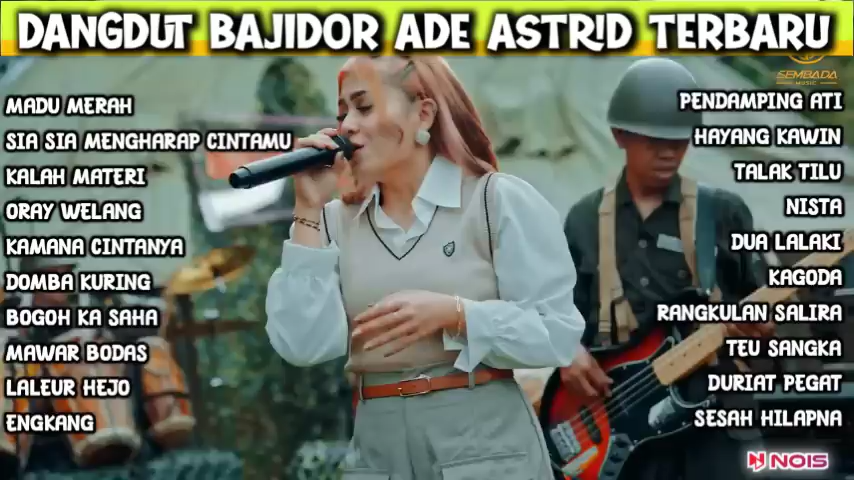 DANGDUT BAJIDOR ADE ASTRID TERBARU
SEMBADA
MUSIC
MADU MERAH
SIA SIA MENGHARAP CINTAMU
KALAH MATERI
ORAY WELANG
KAMANA CINTANYA
DOMBA KURING
BOGOH KA SAHA
MAWAR BODAS
LALEUR HEJO
ENGKANG
PENDAMPING ATI
HAYANG KAWIN
TALAK TILU
NISTA
DUA LALAKI
KAGODA
RANGKULAN SALIRA
TEU SANGKA
DURIAT PEGAT
SESAH HILAPNA
NOIS